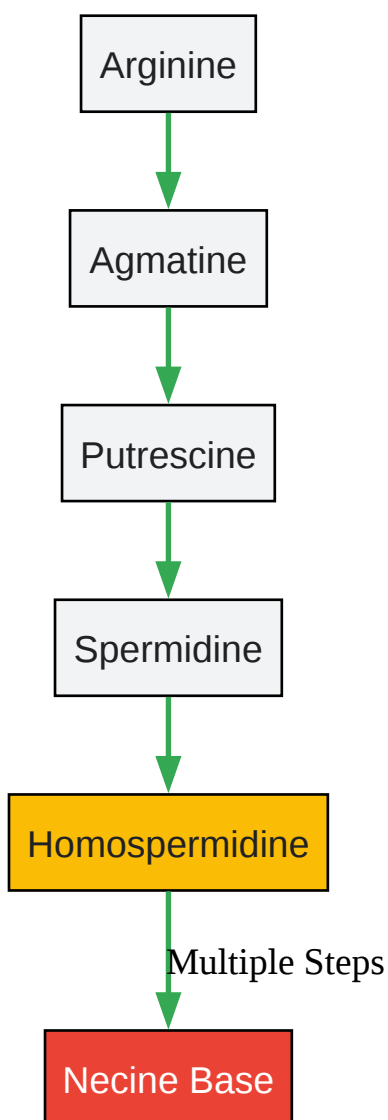 Arginine
Agmatine
Putrescine
Spermidine
Homospermidine
Multiple Steps
Necine Base